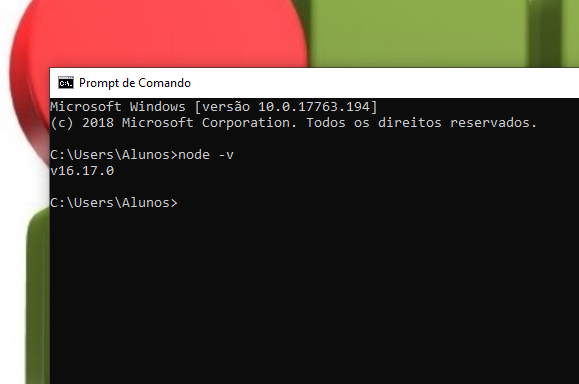 Prompt de Comando
Microsoft Windows [versão 10.0.17763.194]
(c) 2018 Microsoft Corporation. Todos os direitos reservados.
C:\Users\Alunos>node -v
v16.17.0
C:\Users\Alunos>